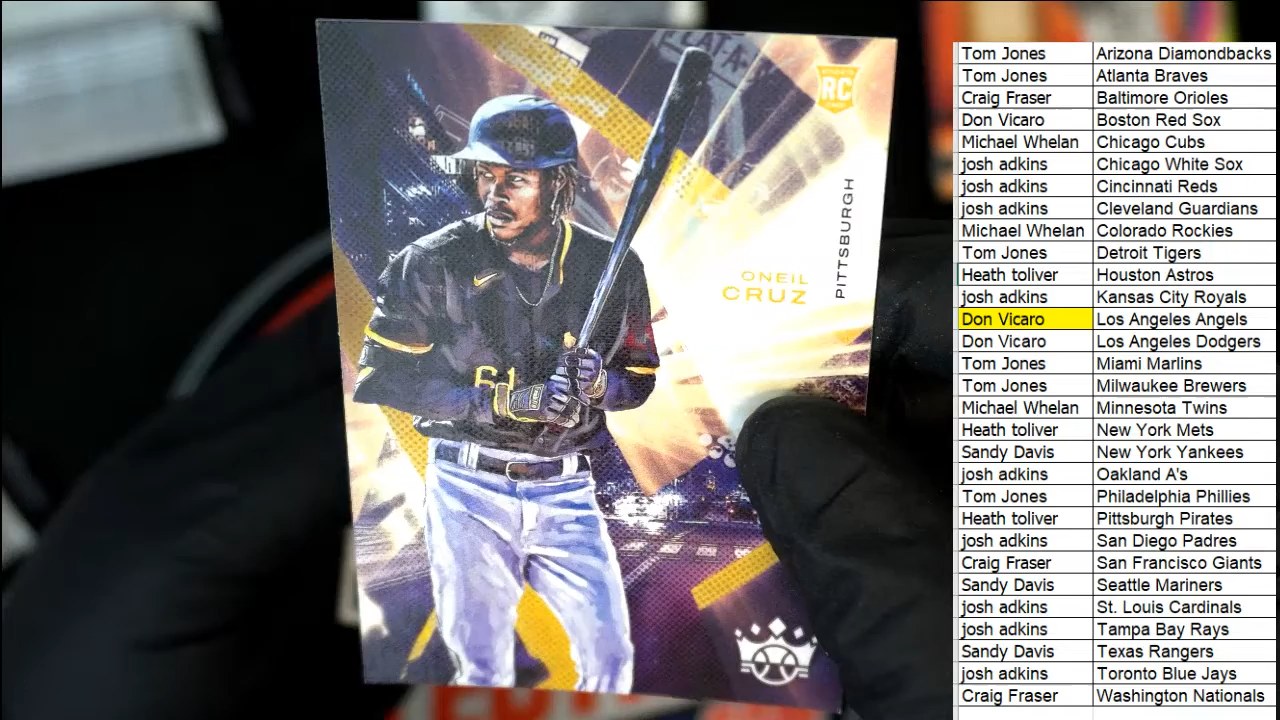 RC
PITTSBURGH
ONEIL
CRUZ
61
Tom Jones Arizona Diamondbacks
Tom Jones Atlanta Braves
Craig Fraser Baltimore Orioles
Don Vicaro Boston Red Sox
Michael Whelan Chicago Cubs
josh adkins Chicago White Sox
josh adkins Cincinnati Reds
josh adkins Cleveland Guardians
Michael Whelan Colorado Rockies
Tom Jones Detroit Tigers
Heath toliver Houston Astros
josh adkins Kansas City Royals
Don Vicaro Los Angeles Angels
Don Vicaro Los Angeles Dodgers
Tom Jones Miami Marlins
Tom Jones Milwaukee Brewers
Michael Whelan Minnesota Twins
Heath toliver New York Mets
Sandy Davis New York Yankees
josh adkins Oakland A's
Tom Jones Philadelphia Phillies
Heath toliver Pittsburgh Pirates
josh adkins San Diego Padres
Craig Fraser San Francisco Giants
Sandy Davis Seattle Mariners
josh adkins St. Louis Cardinals
josh adkins Tampa Bay Rays
Sandy Davis Texas Rangers
josh adkins Toronto Blue Jays
Craig Fraser Washington Nationals